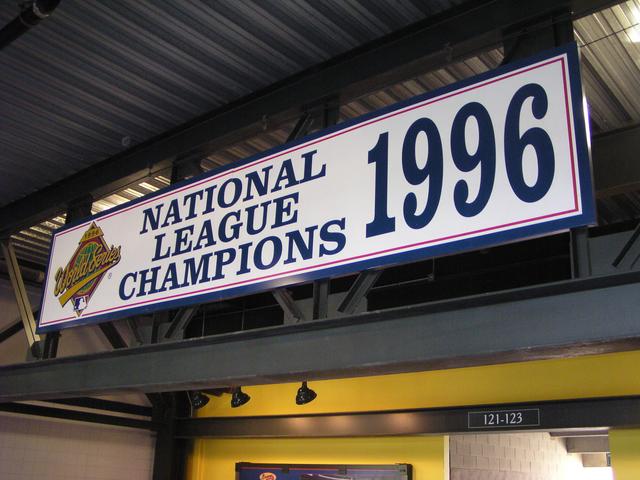 NATIONAL
LEAGUE
CHAMPIONS
1996
World Series
121-123